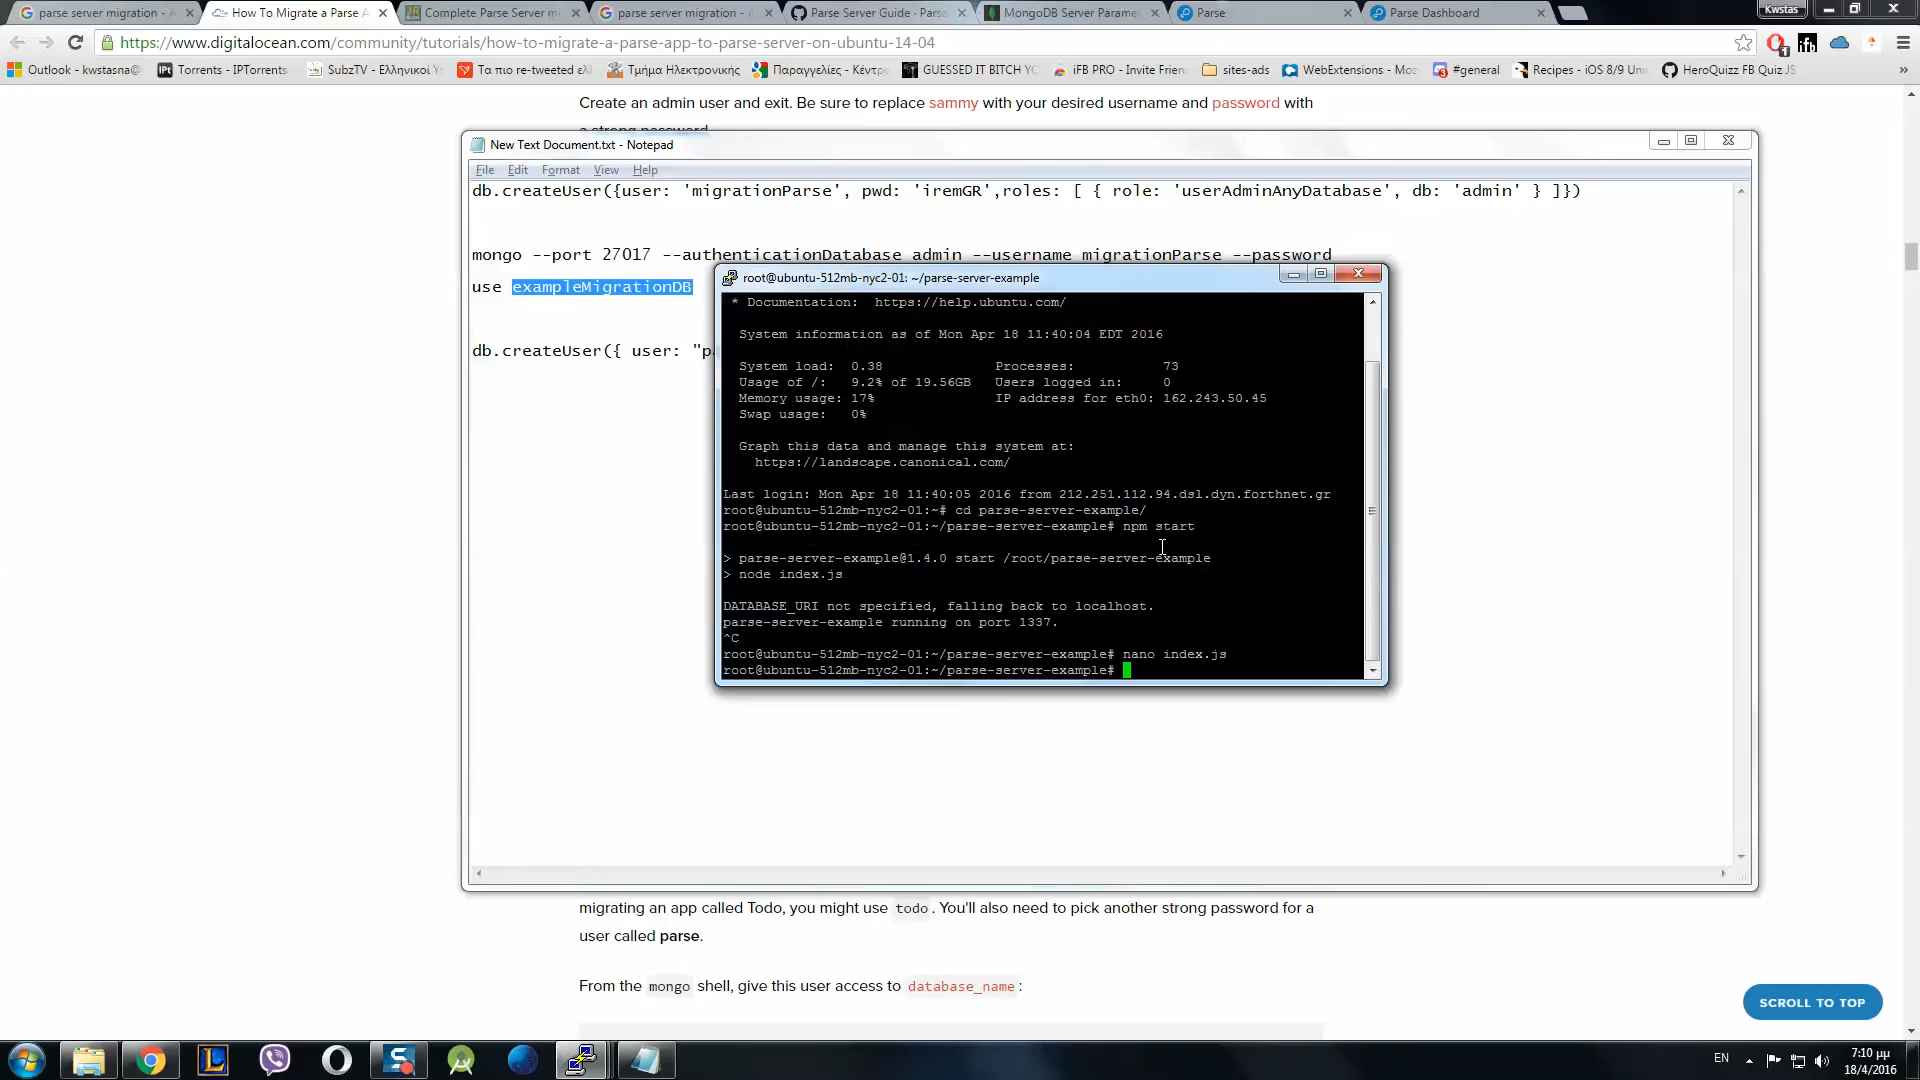 parse server migration - A
How To Migrate a Parse A
Complete Parse Server m
parse server migration - A
Parse Server Guide · Parse
MongoDB Server Parame
Parse
Parse Dashboard
Kwstas
https://www.digitalocean.com/community/tutorials/how-to-migrate-a-parse-app-to-parse-server-on-ubuntu-14-04
Outlook - kwstasna@
Torrents - IPTorrents
SubzTV - Ελληνικοί Υ
Τα πιο re-tweeted ελλ
Τμήμα Ηλεκτρονικής
Παραγγελίες - Κέντρ
GUESSED IT BITCH YO
iFB PRO - Invite Frien
sites-ads
WebExtensions - Moz
#general
Recipes - iOS 8/9 Un
HeroQuizz FB Quiz JS
Create an admin user and exit. Be sure to replace sammy with your desired username and password with
a strong password
New Text Document.txt - Notepad
File Edit Format View Help
db.createUser({user: 'migrationParse', pwd: 'iremGR',roles: [ { role: 'userAdminAnyDatabase', db: 'admin' } ]})
mongo --port 27017 --authenticationDatabase admin --username migrationParse --password
use exampleMigrationDB
db.createUser({ user: "pa
root@ubuntu-512mb-nyc2-01: ~/parse-server-example
* Documentation: https://help.ubuntu.com/
System information as of Mon Apr 18 11:40:04 EDT 2016
System load: 0.38 Processes: 73
Usage of /: 9.2% of 19.56GB Users logged in: 0
Memory usage: 17% IP address for eth0: 162.243.50.45
Swap usage: 0%
Graph this data and manage this system at:
https://landscape.canonical.com/
Last login: Mon Apr 18 11:40:05 2016 from 212.251.112.94.dsl.dyn.forthnet.gr
root@ubuntu-512mb-nyc2-01:~# cd parse-server-example/
root@ubuntu-512mb-nyc2-01:~/parse-server-example# npm start
> parse-server-example@1.4.0 start /root/parse-server-example
> node index.js
DATABASE_URI not specified, falling back to localhost.
parse-server-example running on port 1337.
^C
root@ubuntu-512mb-nyc2-01:~/parse-server-example# nano index.js
root@ubuntu-512mb-nyc2-01:~/parse-server-example#
migrating an app called Todo, you might use todo. You'll also need to pick another strong password for a
user called parse.
From the mongo shell, give this user access to database_name:
SCROLL TO TOP
EN
7:10 μμ
18/4/2016